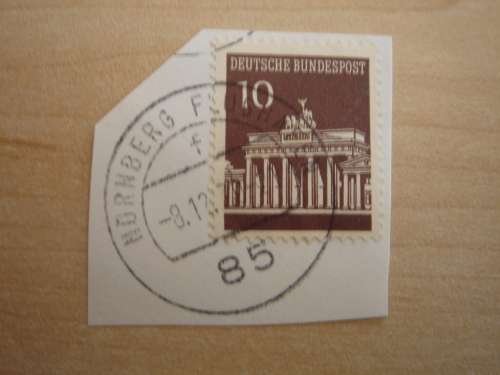 DEUTSCHE BUNDESPOST
10
NÜRNBERG
f
-8.12
85